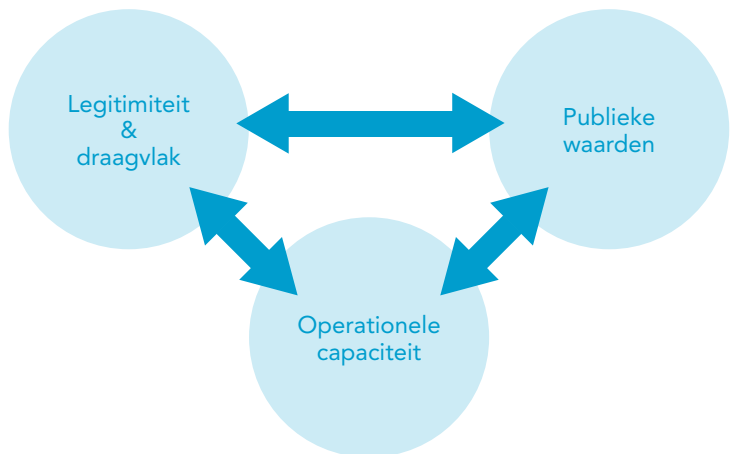 Legitimiteit
&
draagvlak
Publieke
waarden
Operationele
capaciteit